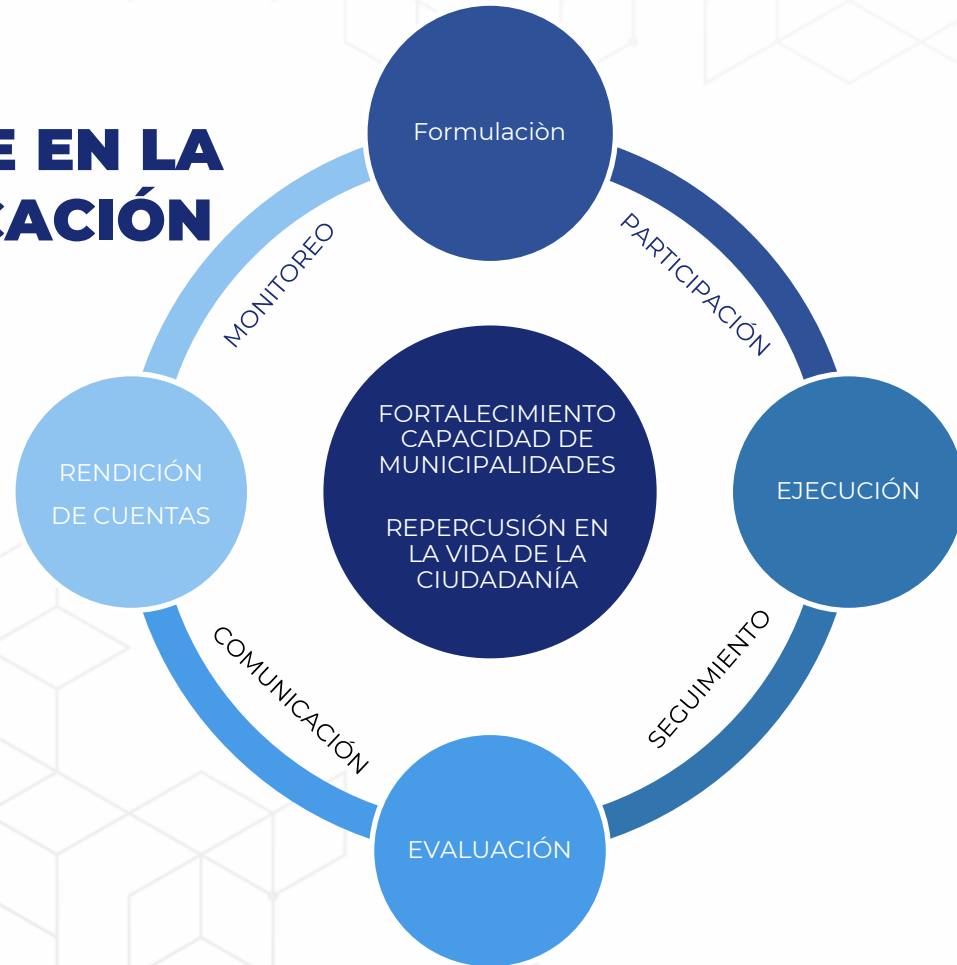 E EN LA
CACIÓN
Formulaciòn
MONITOREO
PARTICIPACIÓN
FORTALECIMIENTO
CAPACIDAD DE
MUNICIPALIDADES
REPERCUSIÓN EN
LA VIDA DE LA
CIUDADANÍA
RENDICIÓN
DE CUENTAS
EJECUCIÓN
COMUNICACIÓN
SEGUIMIENTO
EVALUACIÓN